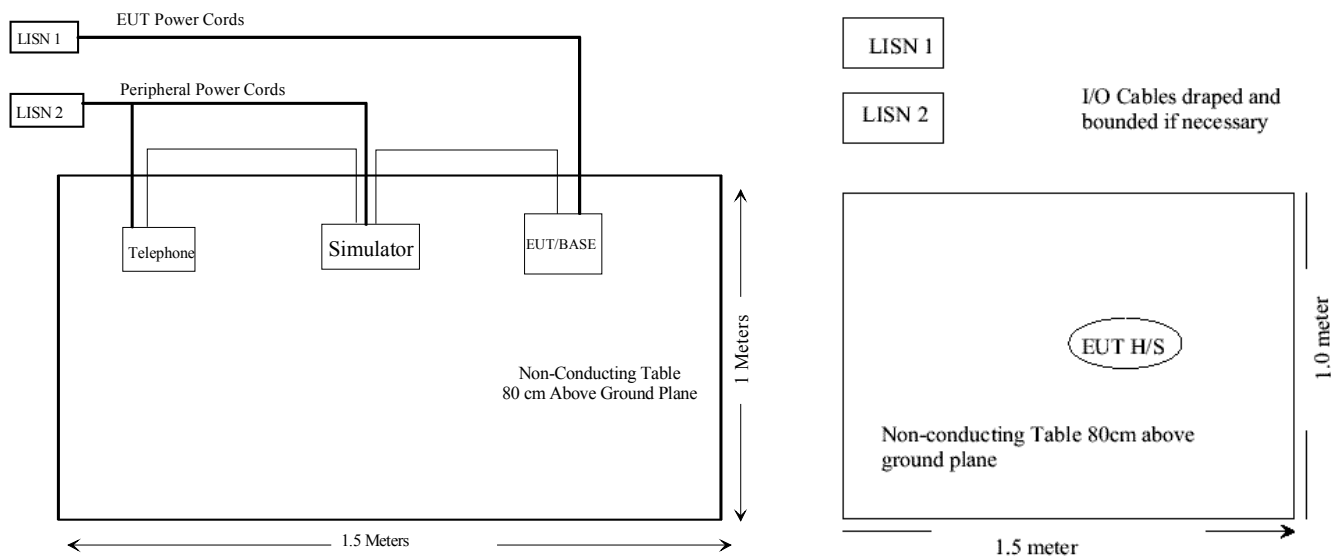 EUT Power Cords
LISN 1
Peripheral Power Cords
LISN 2
Telephone
Simulator
EUT/BASE
Non-Conducting Table
80 cm Above Ground Plane
1 Meters
1.5 Meters
LISN 1
LISN 2
I/O Cables draped and
bounded if necessary
EUT H/S
Non-conducting Table 80cm above
ground plane
1.0 meter
1.5 meter